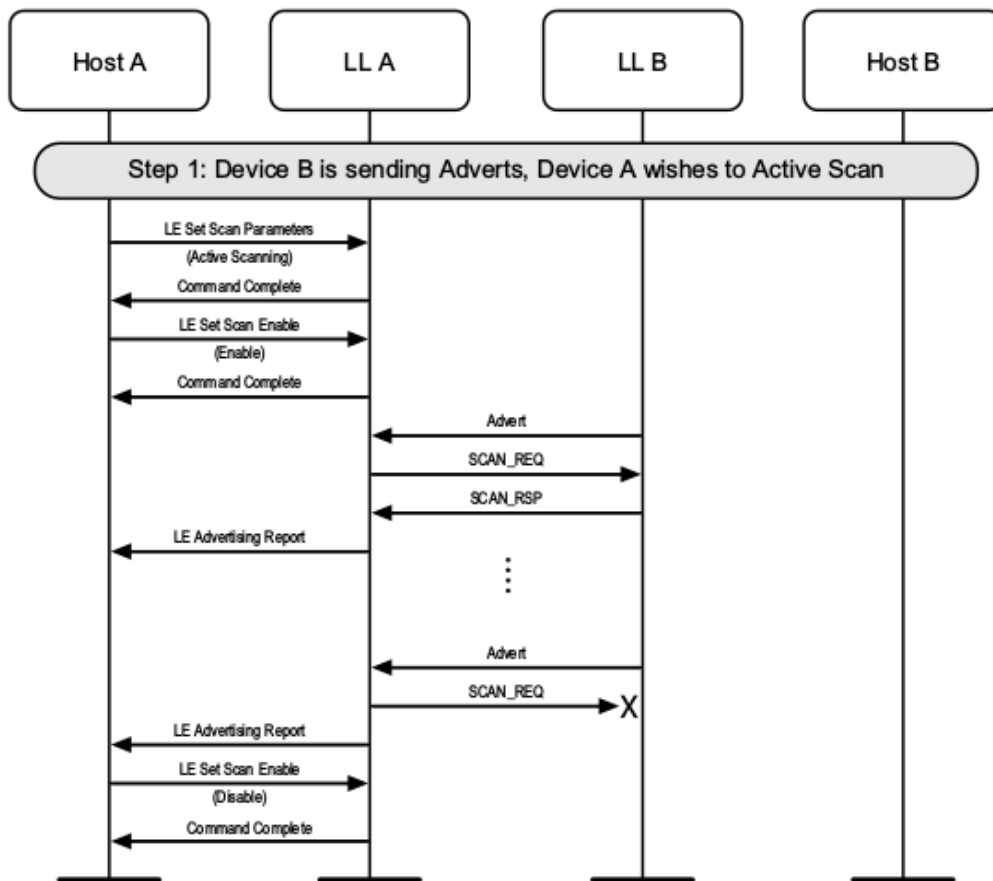 Host A
LL A
LL B
Host B
Step 1: Device B is sending Adverts, Device A wishes to Active Scan
LE Set Scan Parameters
(Active Scanning)
Command Complete
LE Set Scan Enable
(Enable)
Command Complete
Advert
SCAN_REQ
SCAN_RSP
LE Advertising Report
Advert
SCAN_REQ
X
LE Advertising Report
LE Set Scan Enable
(Disable)
Command Complete